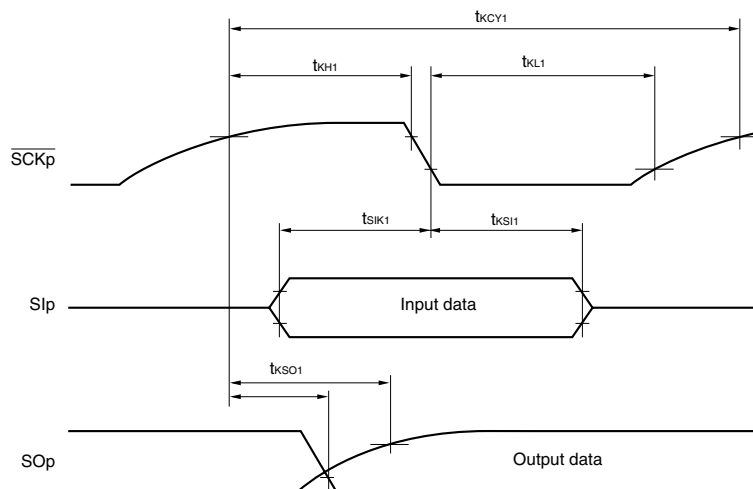 tKCY1
tKH1
tKL1
SCKp
tSIK1
tKSI1
SIp
Input data
tKSO1
SOp
Output data